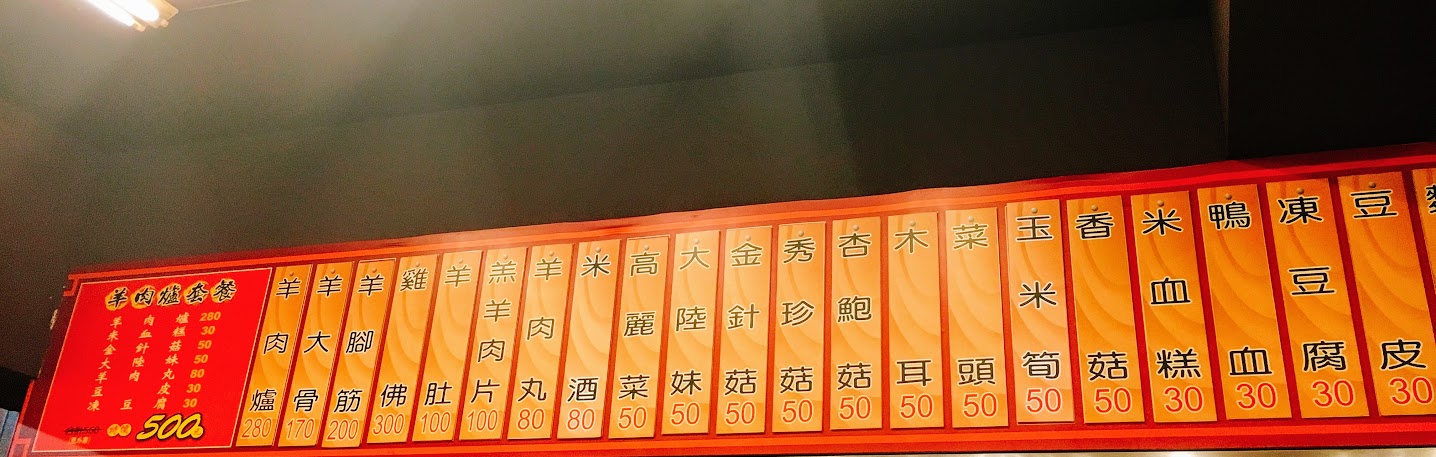 羊肉爐套餐
羊肉爐 280
米血糕 30
金針菇 50
大陸妹 50
羊肉丸 80
豆皮 30
凍豆腐 30
500
羊肉爐 280
羊大骨 170
羊腳筋 200
雞佛 300
羊肚 100
羔羊肉片 100
羊肉丸 80
米酒 80
高麗菜 50
大陸妹 50
金針菇 50
秀珍菇 50
杏鮑菇 50
木耳 50
菜頭 50
玉米筍 50
香菇 50
米血糕 30
鴨血 30
凍豆腐 30
豆皮 30